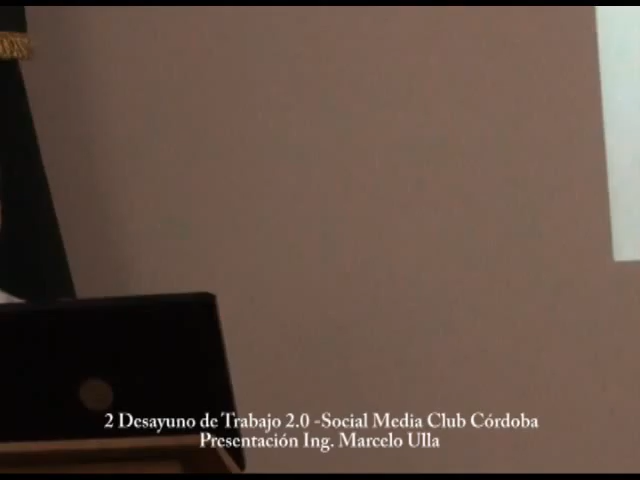 2 Desayuno de Trabajo 2.0 -Social Media Club Córdoba
Presentación Ing. Marcelo Ulla